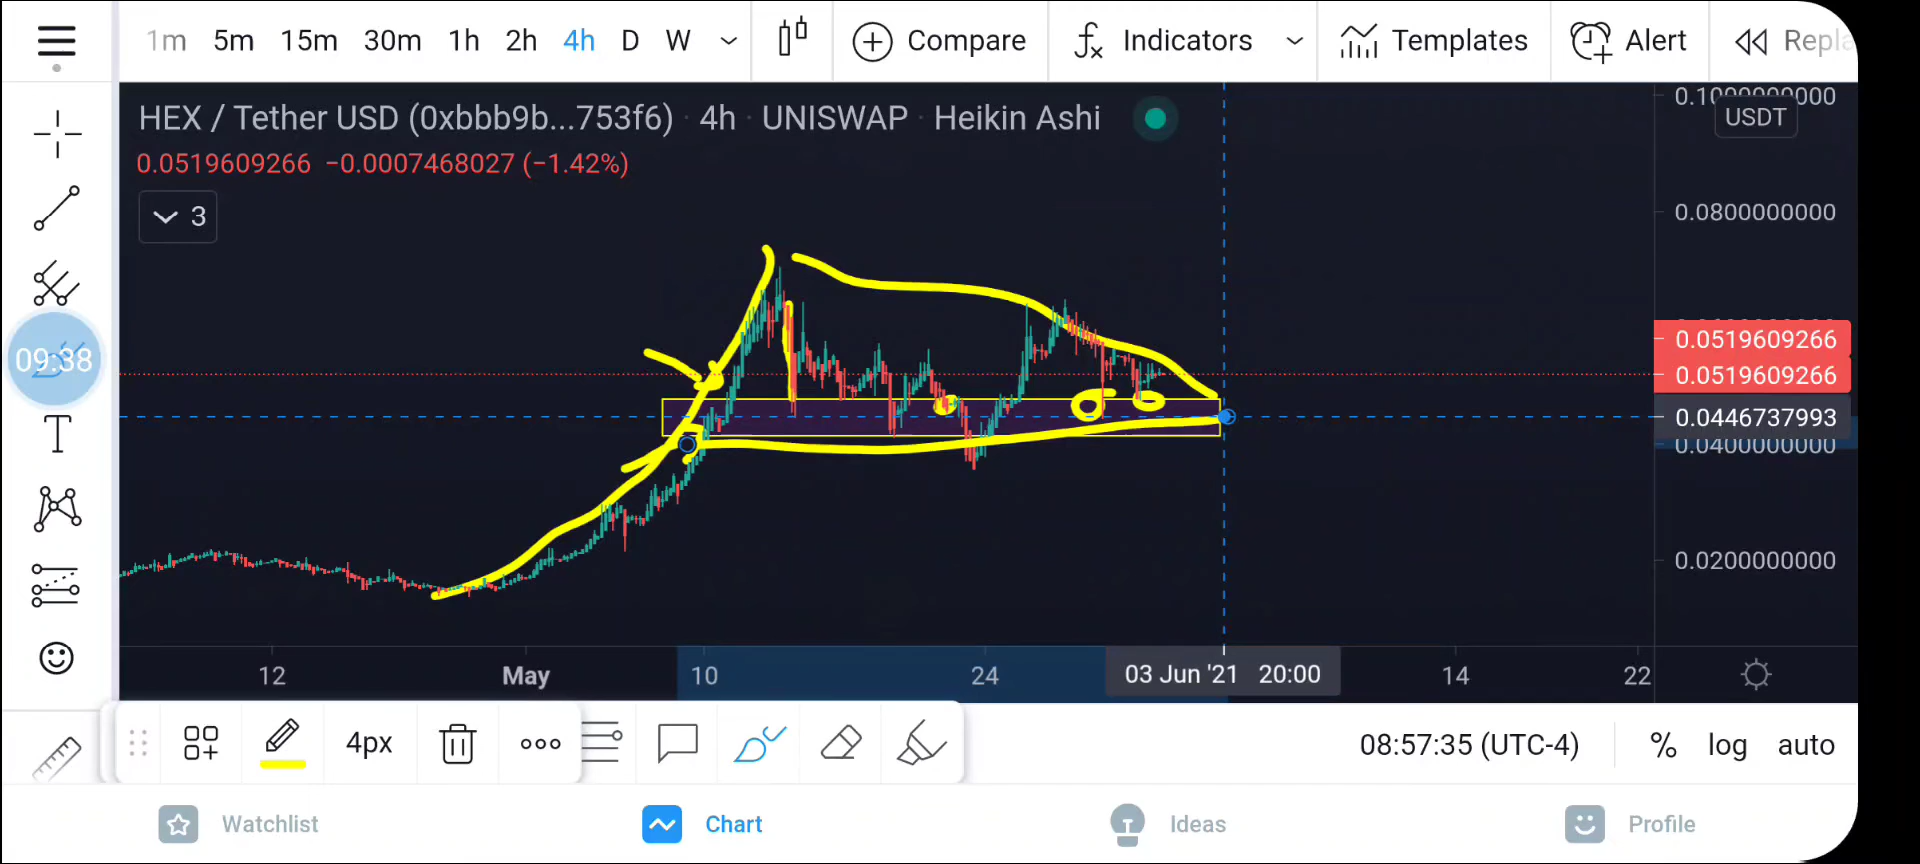 1m 5m 15m 30m 1h 2h 4h D W Compare Indicators Templates Alert
HEX / Tether USD (0xbbb9b...753f6) · 4h · UNISWAP · Heikin Ashi
0.0519609266 −0.0007468027 (−1.42%)
3
USDT
0.0800000000
0.0519609266
0.0519609266
0.0446737993
0.0400000000
0.0200000000
09:38
T
12 May 10 24 03 Jun '21 20:00 14 22
4px
08:57:35 (UTC-4) % log auto
Watchlist Chart Ideas Profile